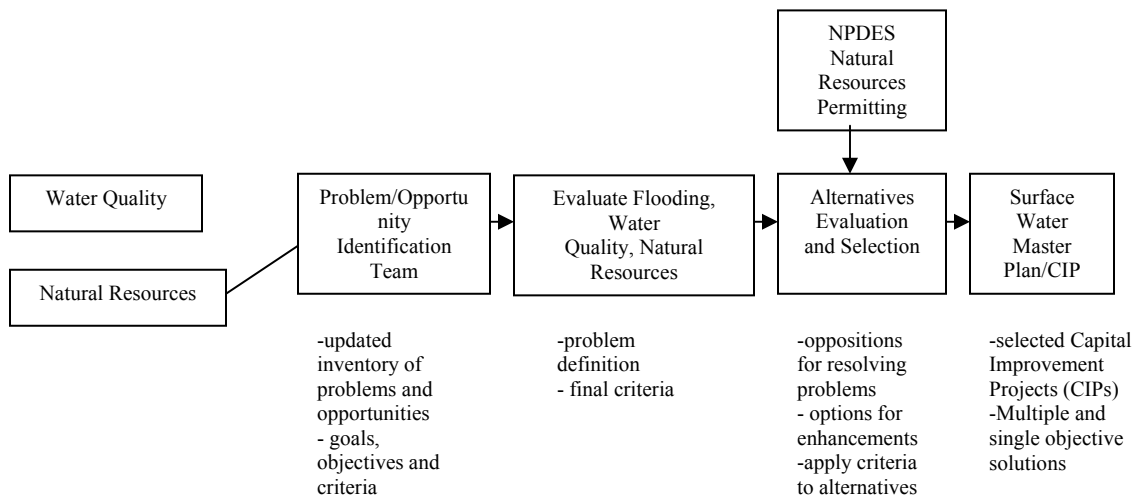 NPDES
Natural
Resources
Permitting
Water Quality
Natural Resources
Problem/Opportu
nity
Identification
Team
Evaluate Flooding,
Water
Quality, Natural
Resources
Alternatives
Evaluation
and Selection
Surface
Water
Master
Plan/CIP
-updated
inventory of
problems and
opportunities
- goals,
objectives and
criteria
-problem
definition
- final criteria
-oppositions
for resolving
problems
- options for
enhancements
-apply criteria
to alternatives
-selected Capital
Improvement
Projects (CIPs)
-Multiple and
single objective
solutions